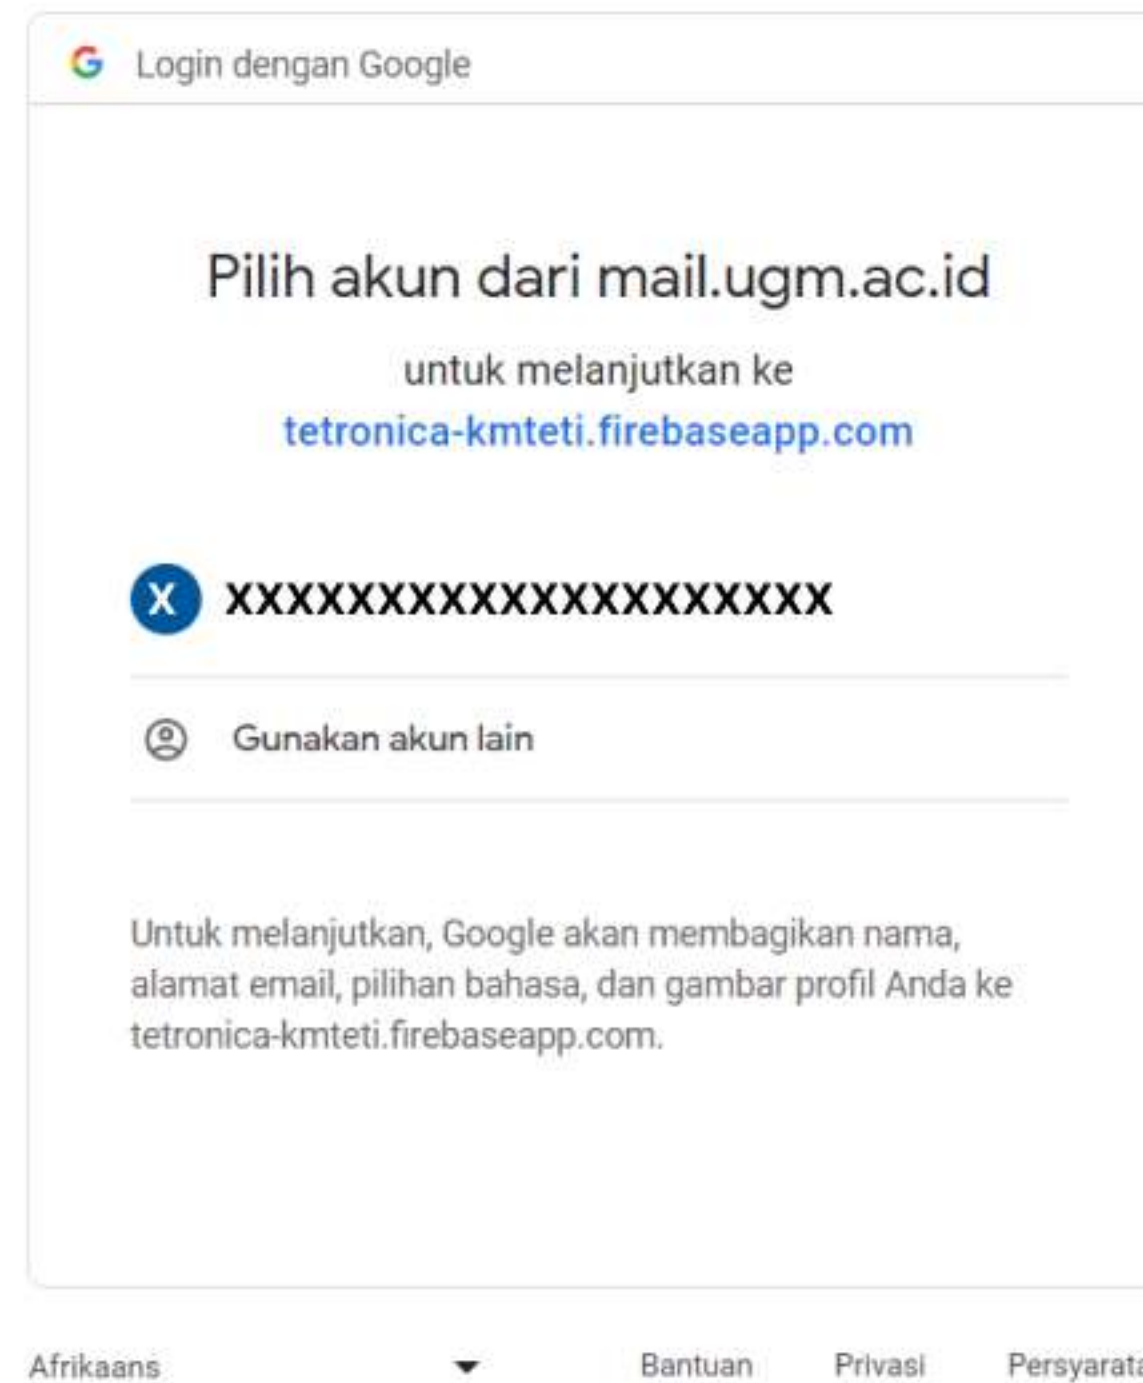 Login dengan Google
Pilih akun dari mail.ugm.ac.id
untuk melanjutkan ke
tetronica-kmteti.firebaseapp.com
X XXXXXXXXXXXXXXXXXXXX
Gunakan akun lain
Untuk melanjutkan, Google akan membagikan nama,
alamat email, pilihan bahasa, dan gambar profil Anda ke
tetronica-kmteti.firebaseapp.com.
Afrikaans Bantuan Privasi Persyarata